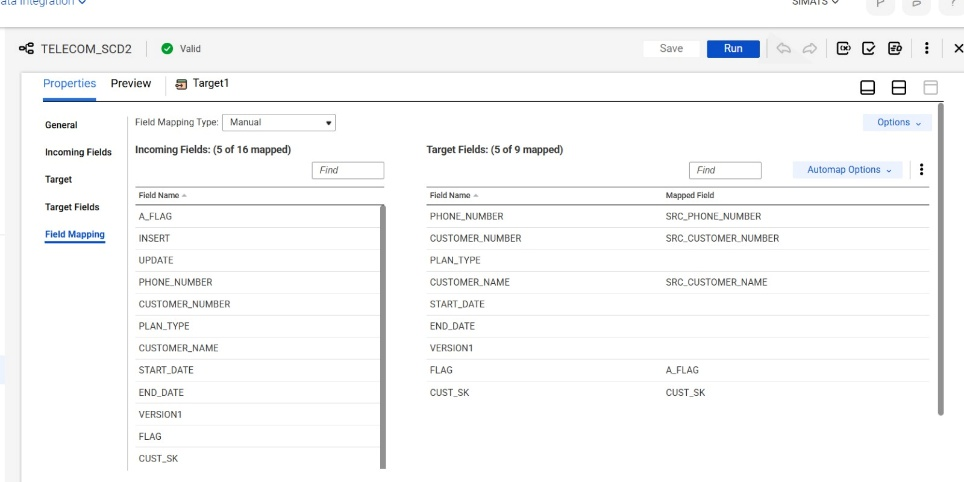 ata Integration
SIMATS
TELECOM_SCD2
Valid
Save
Run
Properties
Preview
Target1
General
Incoming Fields
Target
Target Fields
Field Mapping
Field Mapping Type: Manual
Options
Incoming Fields: (5 of 16 mapped)
Find
Field Name
A_FLAG
INSERT
UPDATE
PHONE_NUMBER
CUSTOMER_NUMBER
PLAN_TYPE
CUSTOMER_NAME
START_DATE
END_DATE
VERSION1
FLAG
CUST_SK
Target Fields: (5 of 9 mapped)
Find
Automap Options
Field Name Mapped Field
PHONE_NUMBER SRC_PHONE_NUMBER
CUSTOMER_NUMBER SRC_CUSTOMER_NUMBER
PLAN_TYPE
CUSTOMER_NAME SRC_CUSTOMER_NAME
START_DATE
END_DATE
VERSION1
FLAG A_FLAG
CUST_SK CUST_SK